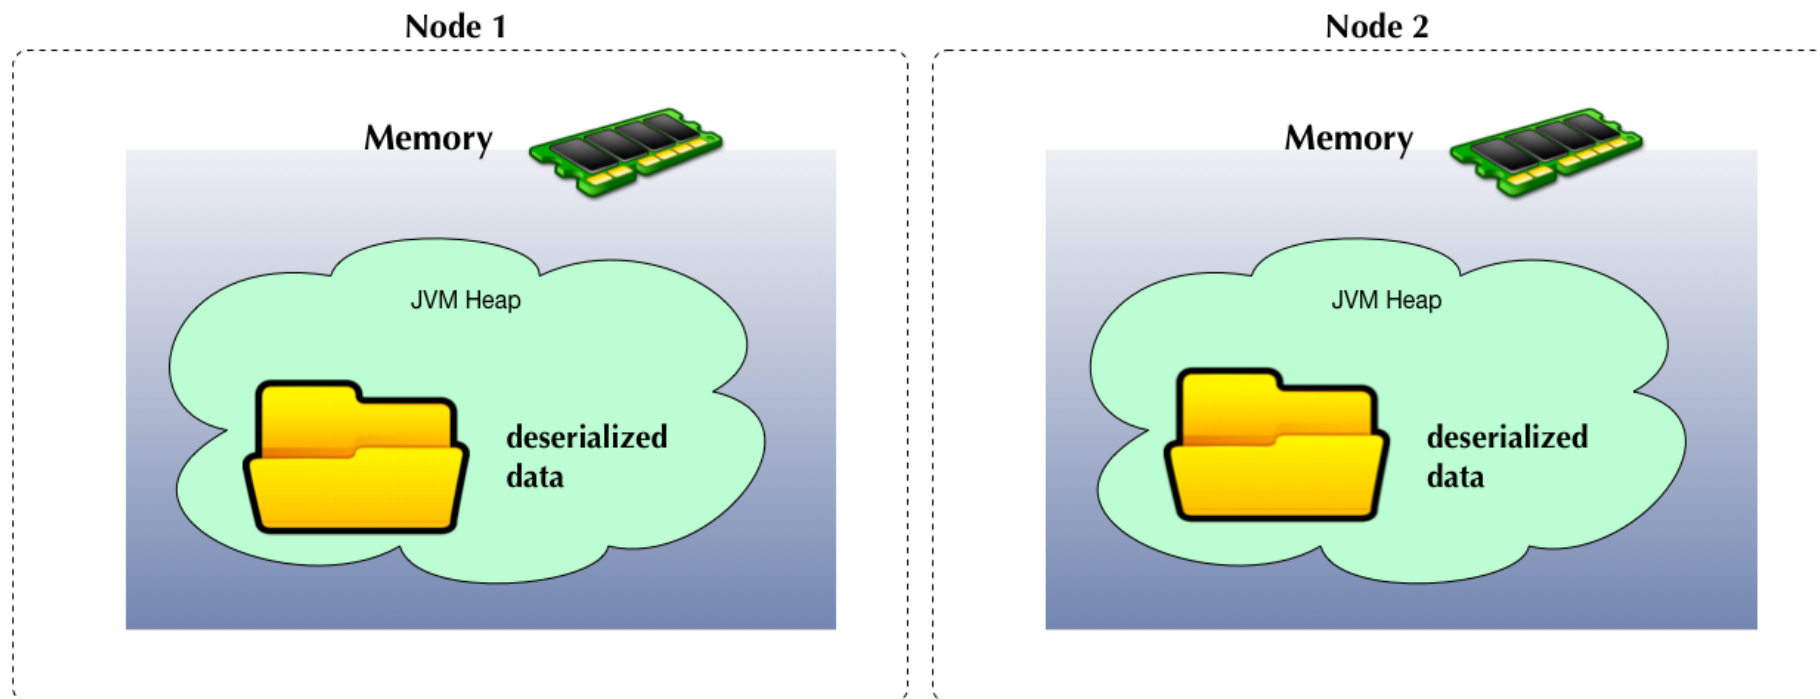 Node 1
Memory
JVM Heap
deserialized
data
Node 2
Memory
JVM Heap
deserialized
data